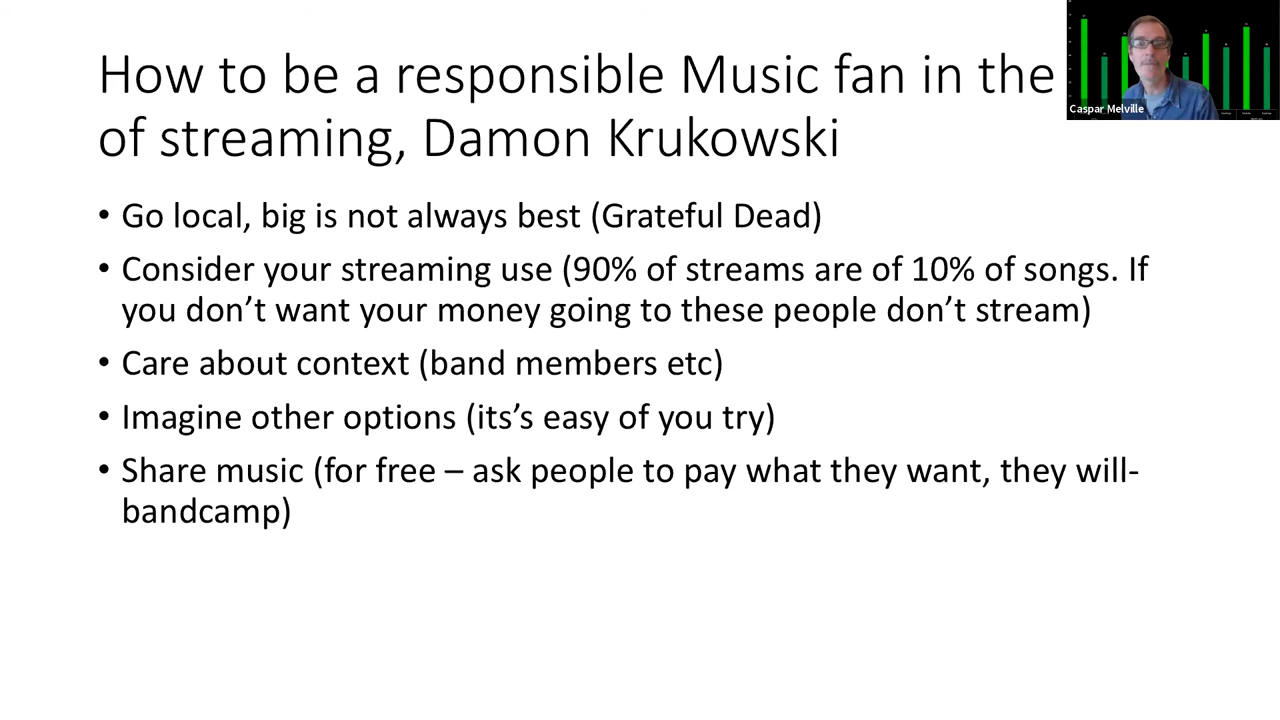 How to be a responsible Music fan in the
of streaming, Damon Krukowski
Caspar Melville
• Go local, big is not always best (Grateful Dead)
• Consider your streaming use (90% of streams are of 10% of songs. If
you don’t want your money going to these people don’t stream)
• Care about context (band members etc)
• Imagine other options (its’s easy of you try)
• Share music (for free – ask people to pay what they want, they will-
bandcamp)